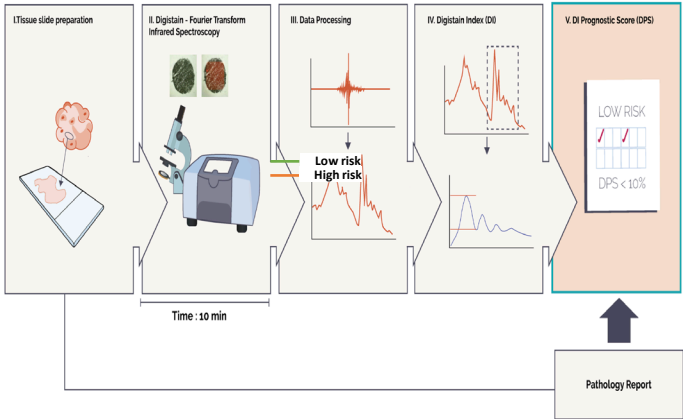 I.Tissue slide preparation
II. Digistain - Fourier Transform
Infrared Spectroscopy
III. Data Processing
IV. Digistain Index (DI)
V. DI Prognostic Score (DPS)
Low risk
High risk
LOW RISK
DPS < 10%
Time : 10 min
Pathology Report